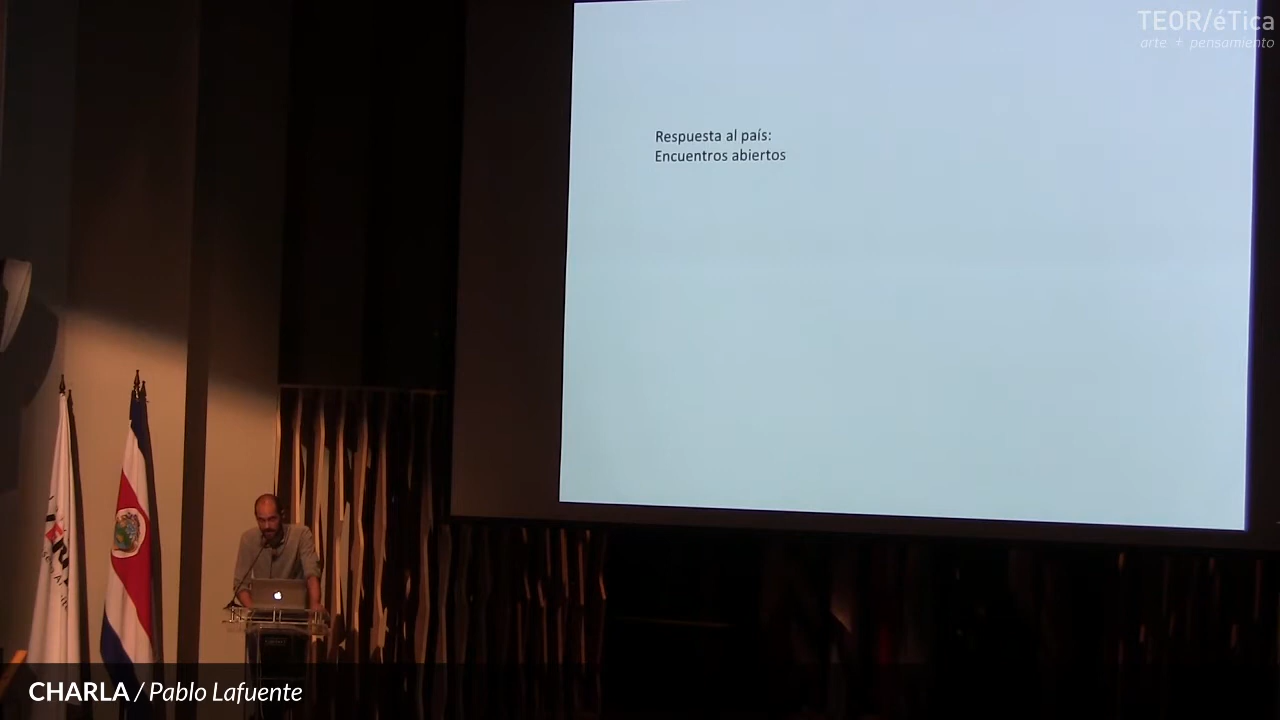 TEOR/éTica
arte + pensamiento
Respuesta al país:
Encuentros abiertos
CHARLA / Pablo Lafuente